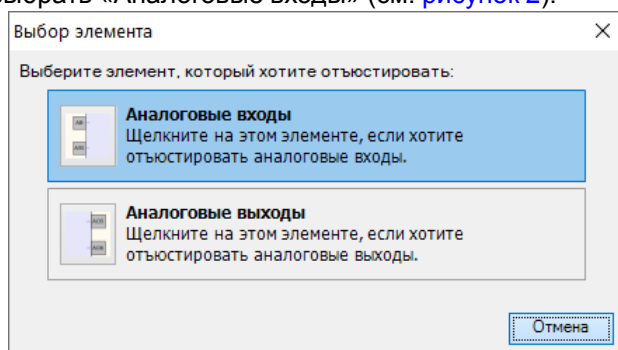 выбрать «Аналоговые входы» (см. рисунок 2).
Выбор элемента
Выберите элемент, который хотите отъюстировать:
Аналоговые входы
Щелкните на этом элементе, если хотите
отъюстировать аналоговые входы.
Аналоговые выходы
Щелкните на этом элементе, если хотите
отъюстировать аналоговые выходы.
Отмена